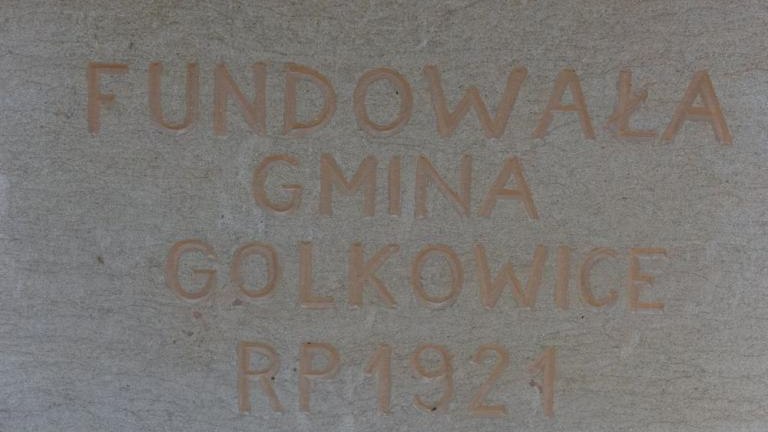 FUNDOWAŁA
GMINA
GOLKOWICE
RP 1921